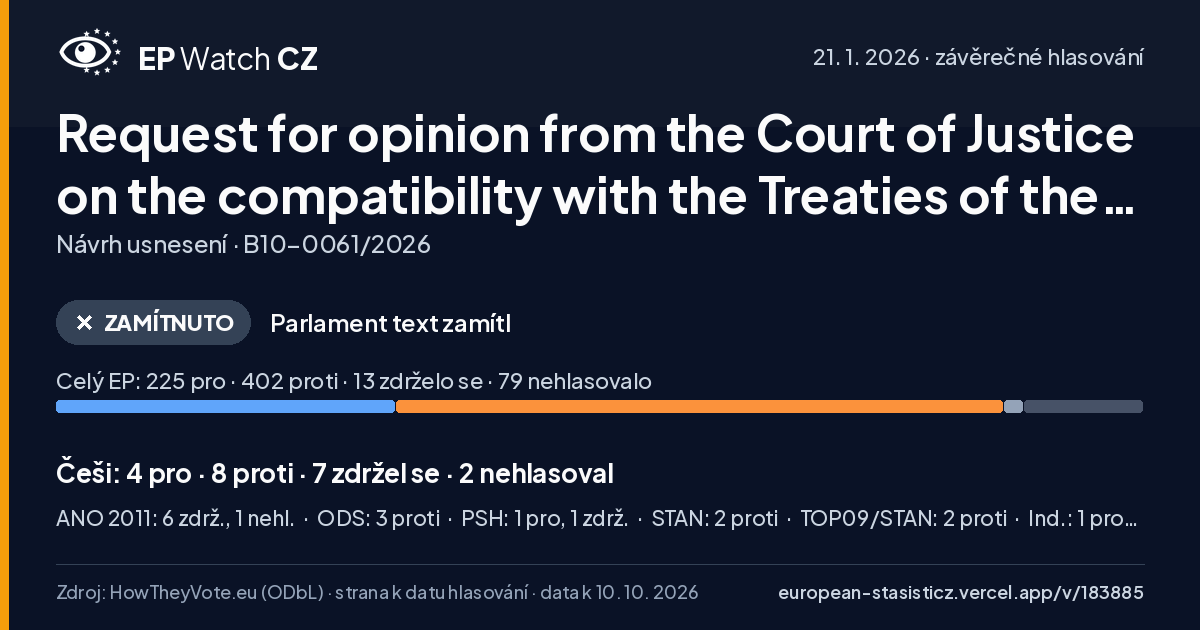 EP Watch CZ
21. 1. 2026 · závěrečné hlasování
Request for opinion from the Court of Justice
on the compatibility with the Treaties of the…
Návrh usnesení · B10-0061/2026
✕ ZAMÍTNUTO
Parlament text zamítl
Celý EP: 225 pro · 402 proti · 13 zdrželo se · 79 nehlasovalo
Češi: 4 pro · 8 proti · 7 zdržel se · 2 nehlasoval
ANO 2011: 6 zdrž., 1 nehl. · ODS: 3 proti · PSH: 1 pro, 1 zdrž. · STAN: 2 proti · TOP09/STAN: 2 proti · Ind.: 1 pro…
Zdroj: HowTheyVote.eu (ODbL) · strana k datu hlasování · data k 10. 10. 2026
european-stasisticz.vercel.app/v/183885